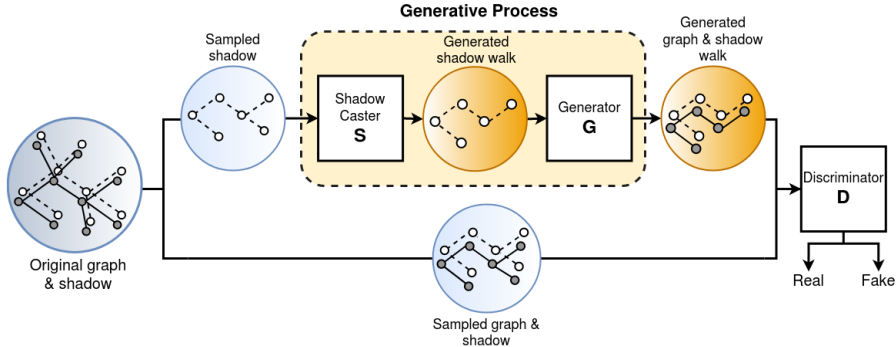 Generative Process
Sampled
shadow
Generated
shadow walk
Generated
graph & shadow
walk
Shadow
Caster
S
Generator
G
Discriminator
D
Original graph
& shadow
Real
Fake
Sampled graph &
shadow